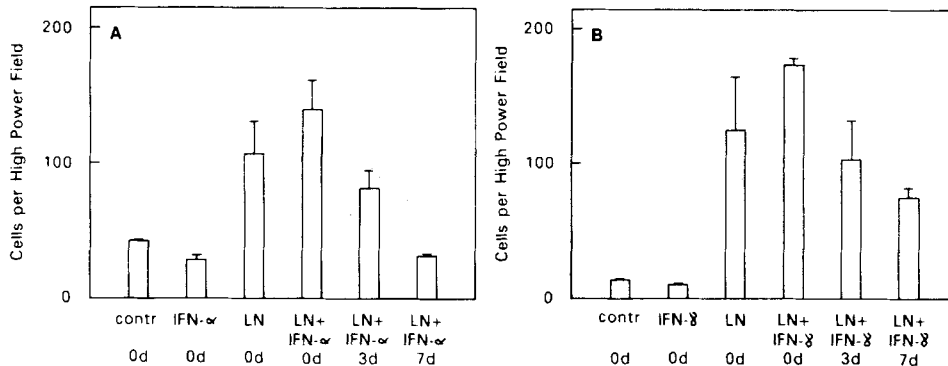 A
Cells per High Power Field
200
100
0
contr IFN-α LN LN+ LN+ LN+
IFN-α IFN-α IFN-α
0d 0d 0d 0d 3d 7d
B
Cells per High Power Field
200
100
0
contr IFN-ɣ LN LN+ LN+ LN+
IFN-ɣ IFN-ɣ IFN-ɣ
0d 0d 0d 0d 3d 7d